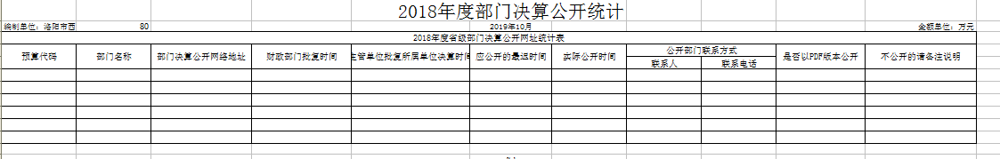 2018年度部门决算公开统计
编制单位：洛阳市西 80 2019年10月 金额单位：万元
2018年度省级部门决算公开网址统计表
预算代码 部门名称 部门决算公开网络地址 财政部门批复时间 主管单位批复所属单位决算时间 应公开的最迟时间 实际公开时间 公开部门联系方式 是否以PDF版本公开 不公开的请备注说明
联系人 联系电话